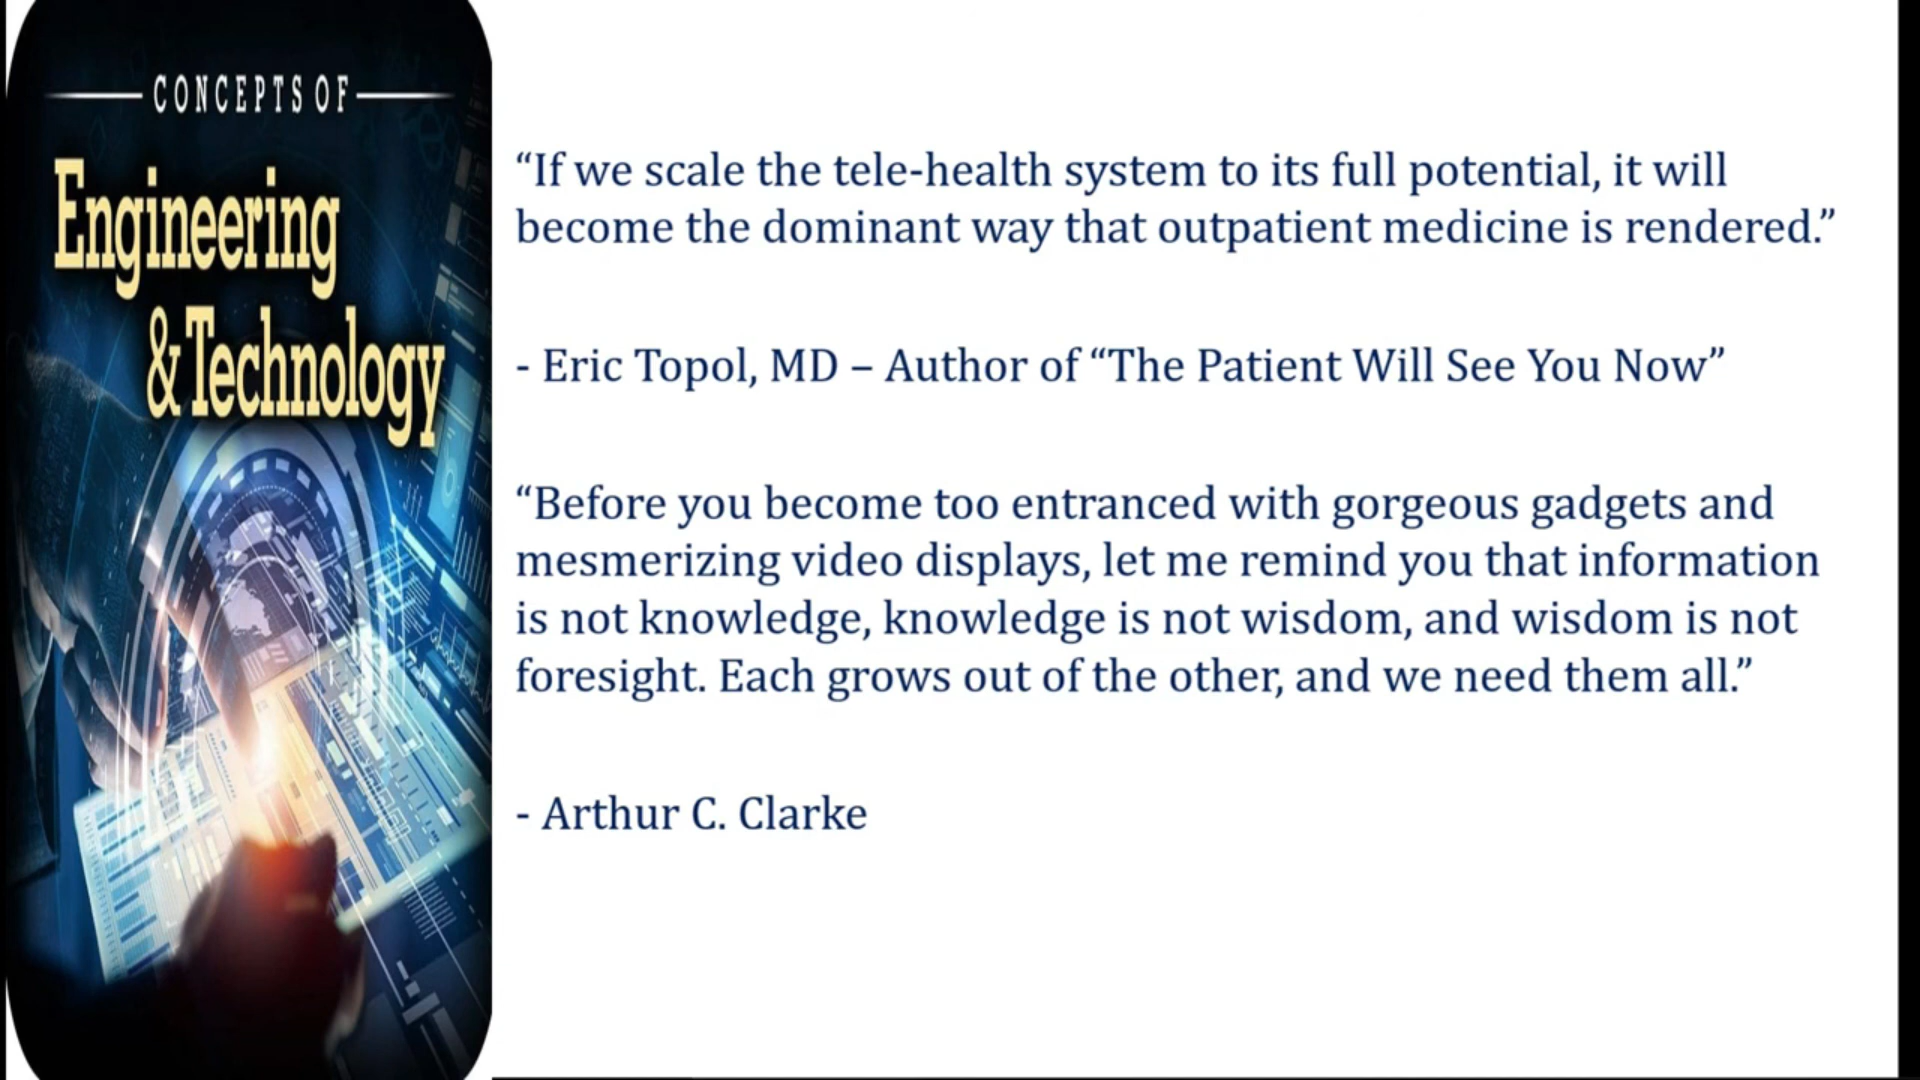 CONCEPTS OF
Engineering
& Technology
“If we scale the tele-health system to its full potential, it will
become the dominant way that outpatient medicine is rendered.”
- Eric Topol, MD – Author of “The Patient Will See You Now”
“Before you become too entranced with gorgeous gadgets and
mesmerizing video displays, let me remind you that information
is not knowledge, knowledge is not wisdom, and wisdom is not
foresight. Each grows out of the other, and we need them all.”
- Arthur C. Clarke